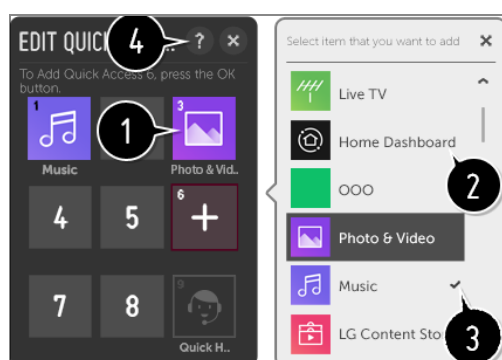 EDIT QUIC
4
..
?
To Add Quick Access 6, press the OK
button.
1
3
1
Music
Photo & Vid..
4
5
6
7
8
9
Quick H..
Select item that you want to add
Live TV
Home Dashboard
2
OOO
Photo & Video
Music
LG Content Sto
3